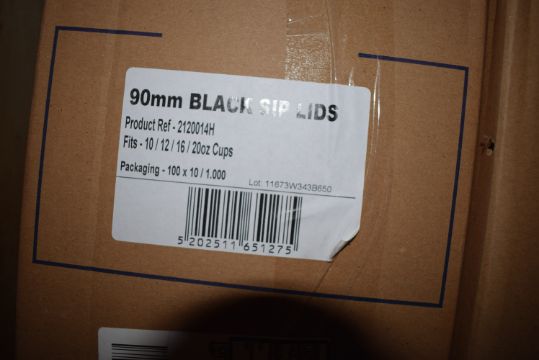 90mm BLACK SIP LIDS
Product Ref - 2120014H
Fits - 10 / 12 / 16 / 20oz Cups
Packaging - 100 x 10 / 1.000
Lot: 11673W343B650
5 202511 651275